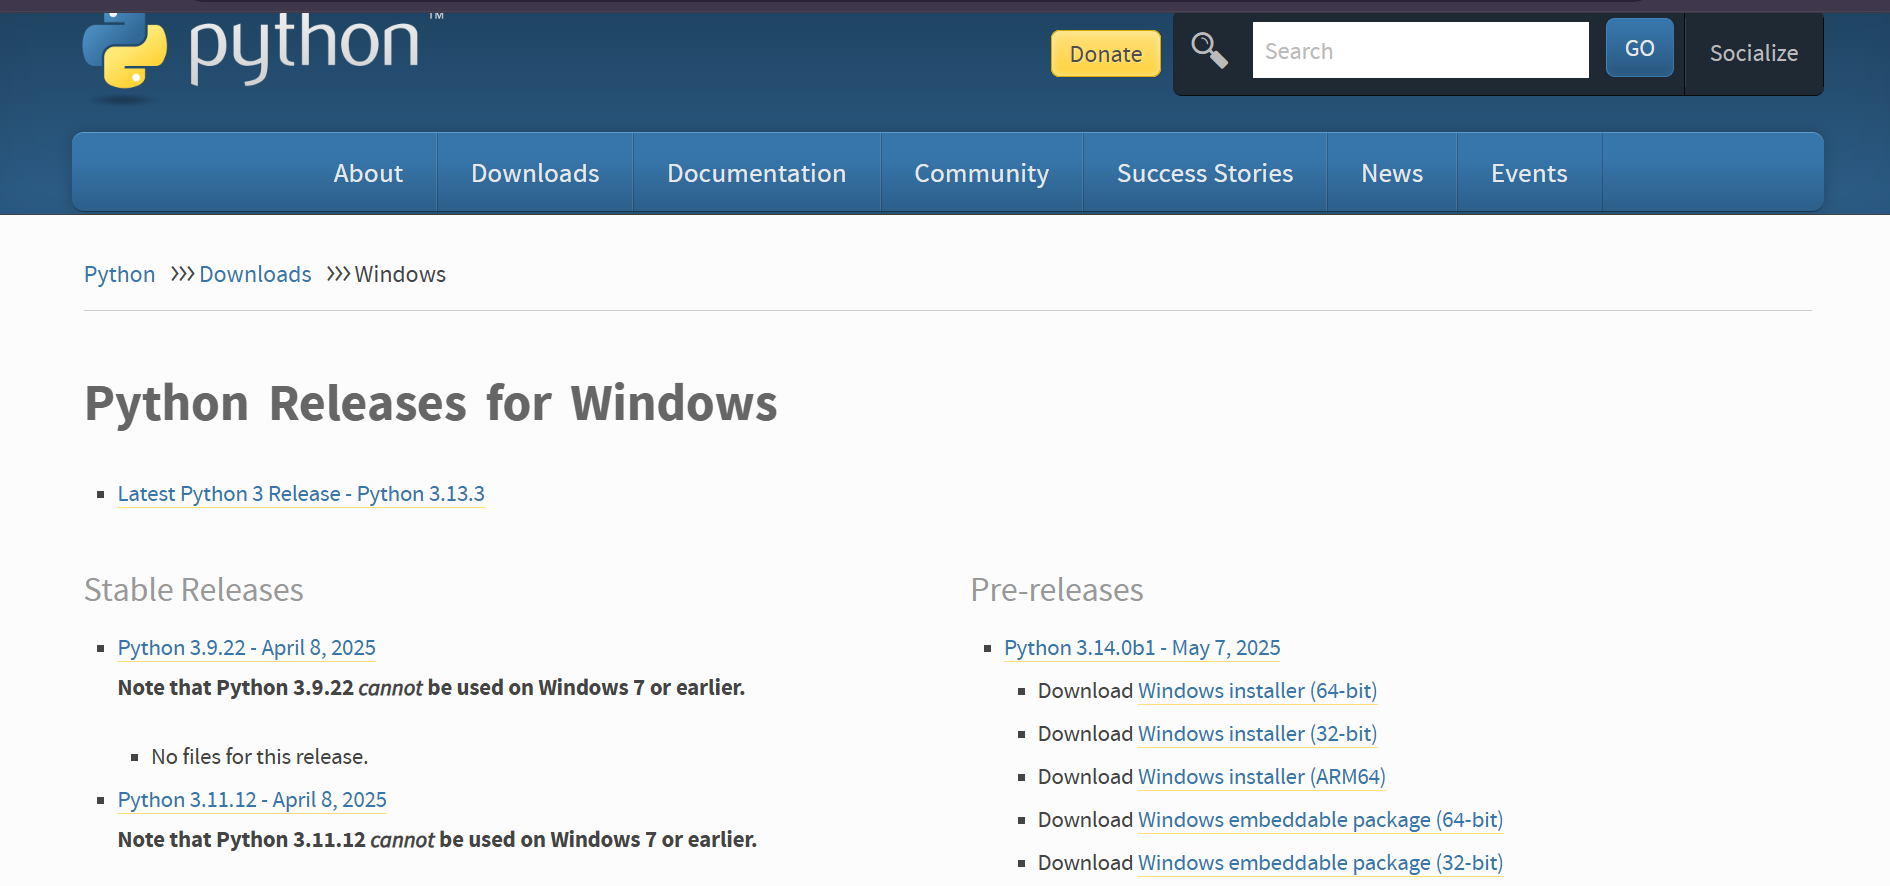 python™
Donate
Search
GO
Socialize
About
Downloads
Documentation
Community
Success Stories
News
Events
Python >>> Downloads >>> Windows
Python Releases for Windows
Latest Python 3 Release - Python 3.13.3
Stable Releases
Python 3.9.22 - April 8, 2025
Note that Python 3.9.22 cannot be used on Windows 7 or earlier.
No files for this release.
Python 3.11.12 - April 8, 2025
Note that Python 3.11.12 cannot be used on Windows 7 or earlier.
Pre-releases
Python 3.14.0b1 - May 7, 2025
Download Windows installer (64-bit)
Download Windows installer (32-bit)
Download Windows installer (ARM64)
Download Windows embeddable package (64-bit)
Download Windows embeddable package (32-bit)